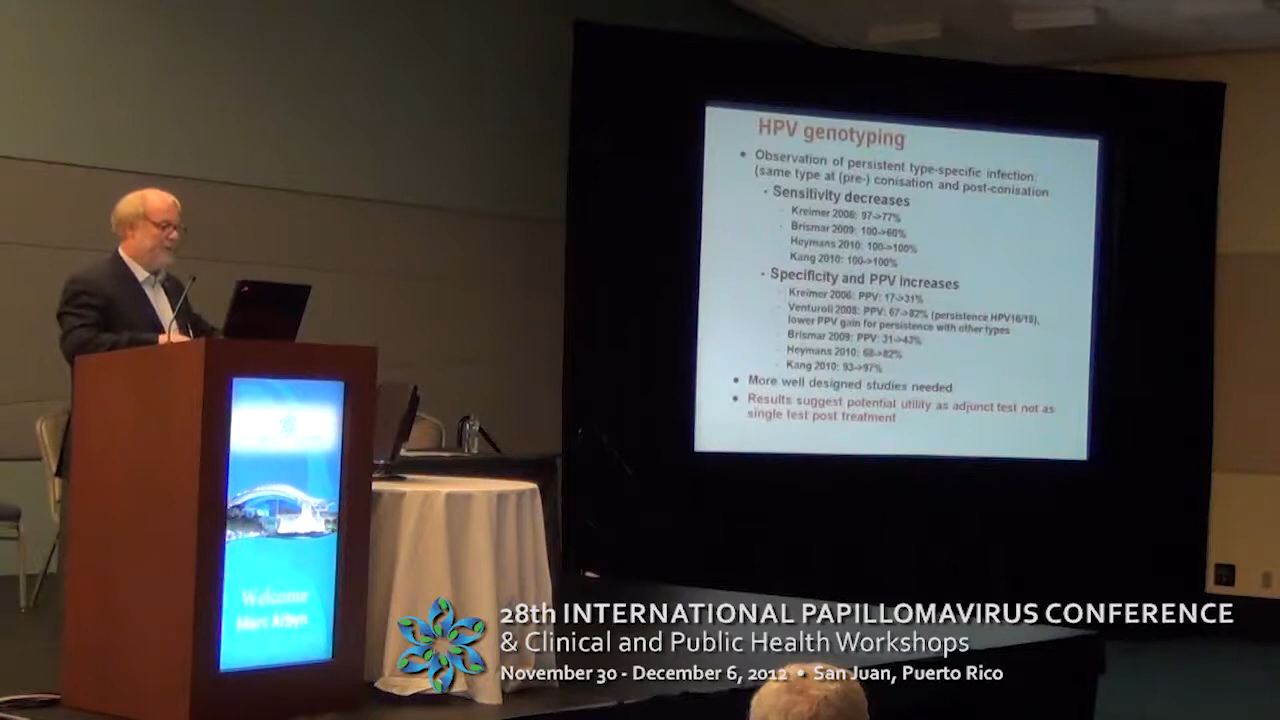 HPV genotyping
• Observation of persistent type-specific infection:
(same type at (pre-) conisation and post-conisation
• Sensitivity decreases
Kreimer 2006: 97->77%
Brismar 2009: 100->60%
Heymans 2010: 100->100%
Kang 2010: 100->100%
• Specificity and PPV increases
Kreimer 2006: PPV: 17->31%
Venturoli 2008: PPV: 67->82% (persistence HPV16/18),
lower PPV gain for persistence with other types
Brismar 2009: PPV: 31->43%
Heymans 2010: 68->82%
Kang 2010: 93->97%
• More well designed studies needed
• Results suggest potential utility as adjunct test not as
single test post treatment
Welcome
Marc Arbyn
28th INTERNATIONAL PAPILLOMAVIRUS CONFERENCE
& Clinical and Public Health Workshops
November 30 - December 6, 2012 • San Juan, Puerto Rico